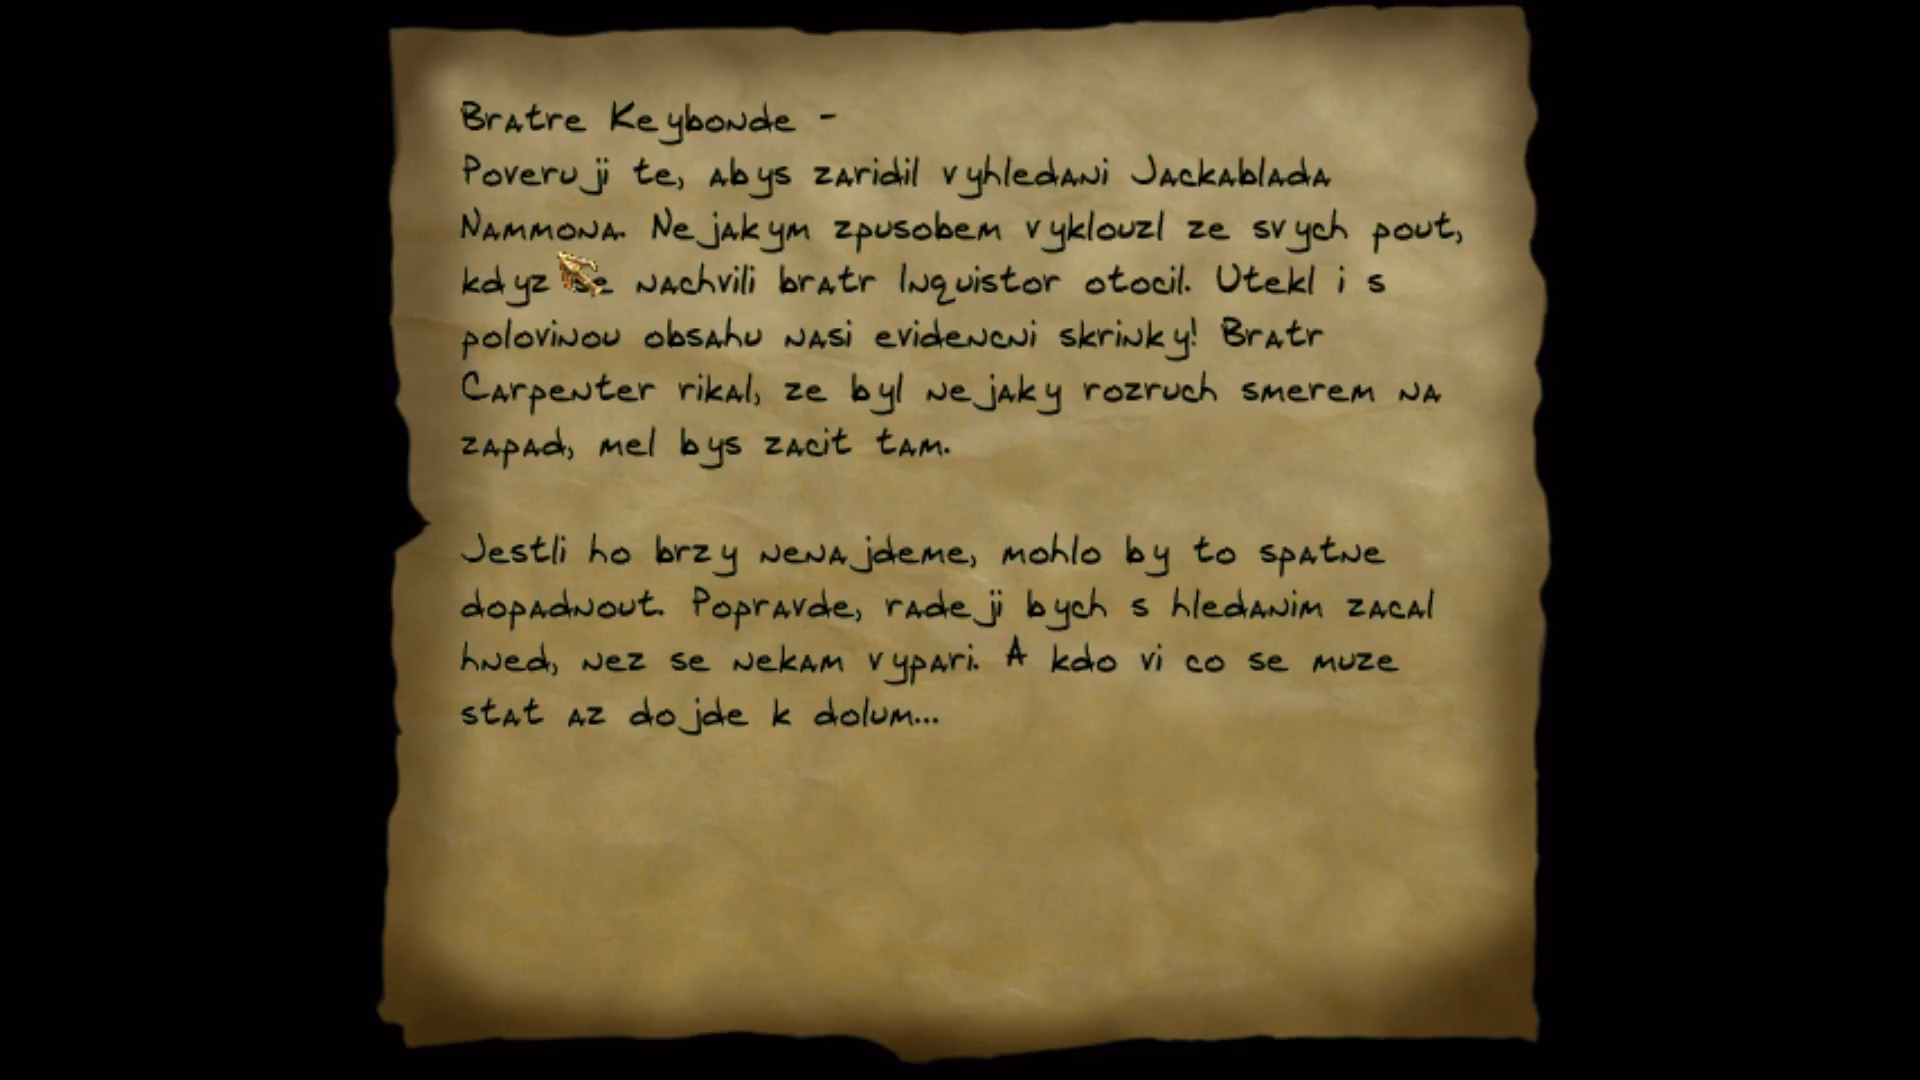 Bratre Keybonde -
Poveruji te, abys zaridil vyhledani Jackablada
Nammona. Nejakym zpusobem vyklouzl ze svych pout,
kdyz se nachvili bratr Inquistor otocil. Utekl i s
polovinou obsahu nasi evidencni skrinky! Bratr
Carpenter rikal, ze byl nejaky rozruch smerem na
zapad, mel bys zacit tam.
Jestli ho brzy nenajdeme, mohlo by to spatne
dopadnout. Popravde, radeji bych s hledanim zacal
hned, nez se nekam vypari. A kdo vi co se muze
stat az dojde k dolum...